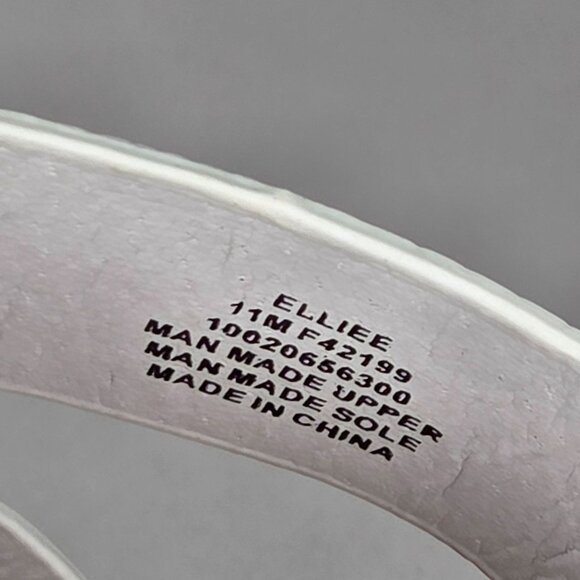 ELLIEE
11M F42199
10020656300
MAN MADE UPPER
MAN MADE SOLE
MADE IN CHINA